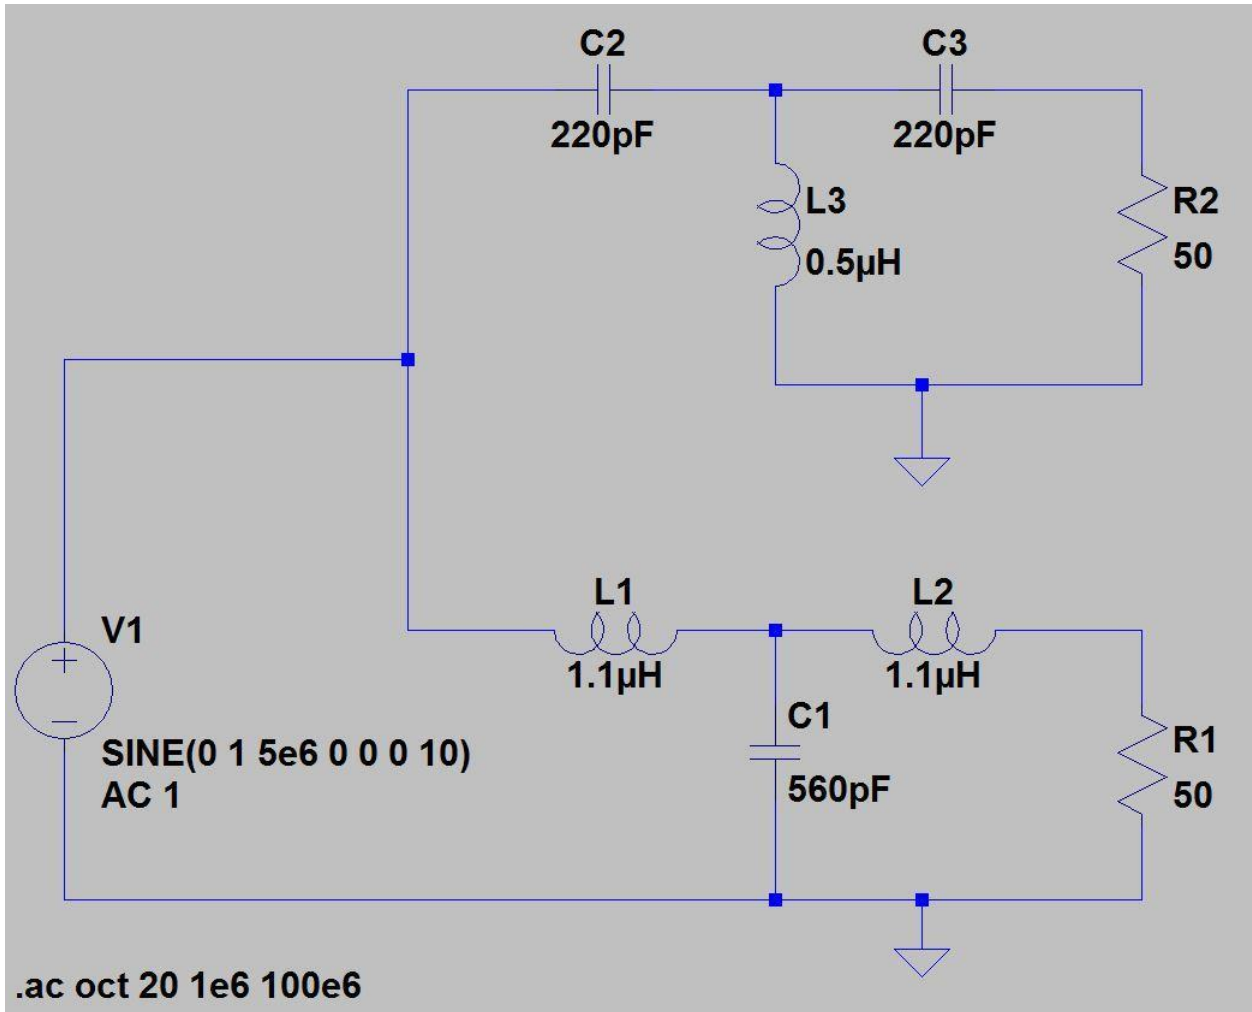 C2
C3
220pF
220pF
L3
0.5µH
R2
50
V1
SINE(0 1 5e6 0 0 0 10)
AC 1
L1
L2
1.1µH
1.1µH
C1
560pF
R1
50
.ac oct 20 1e6 100e6